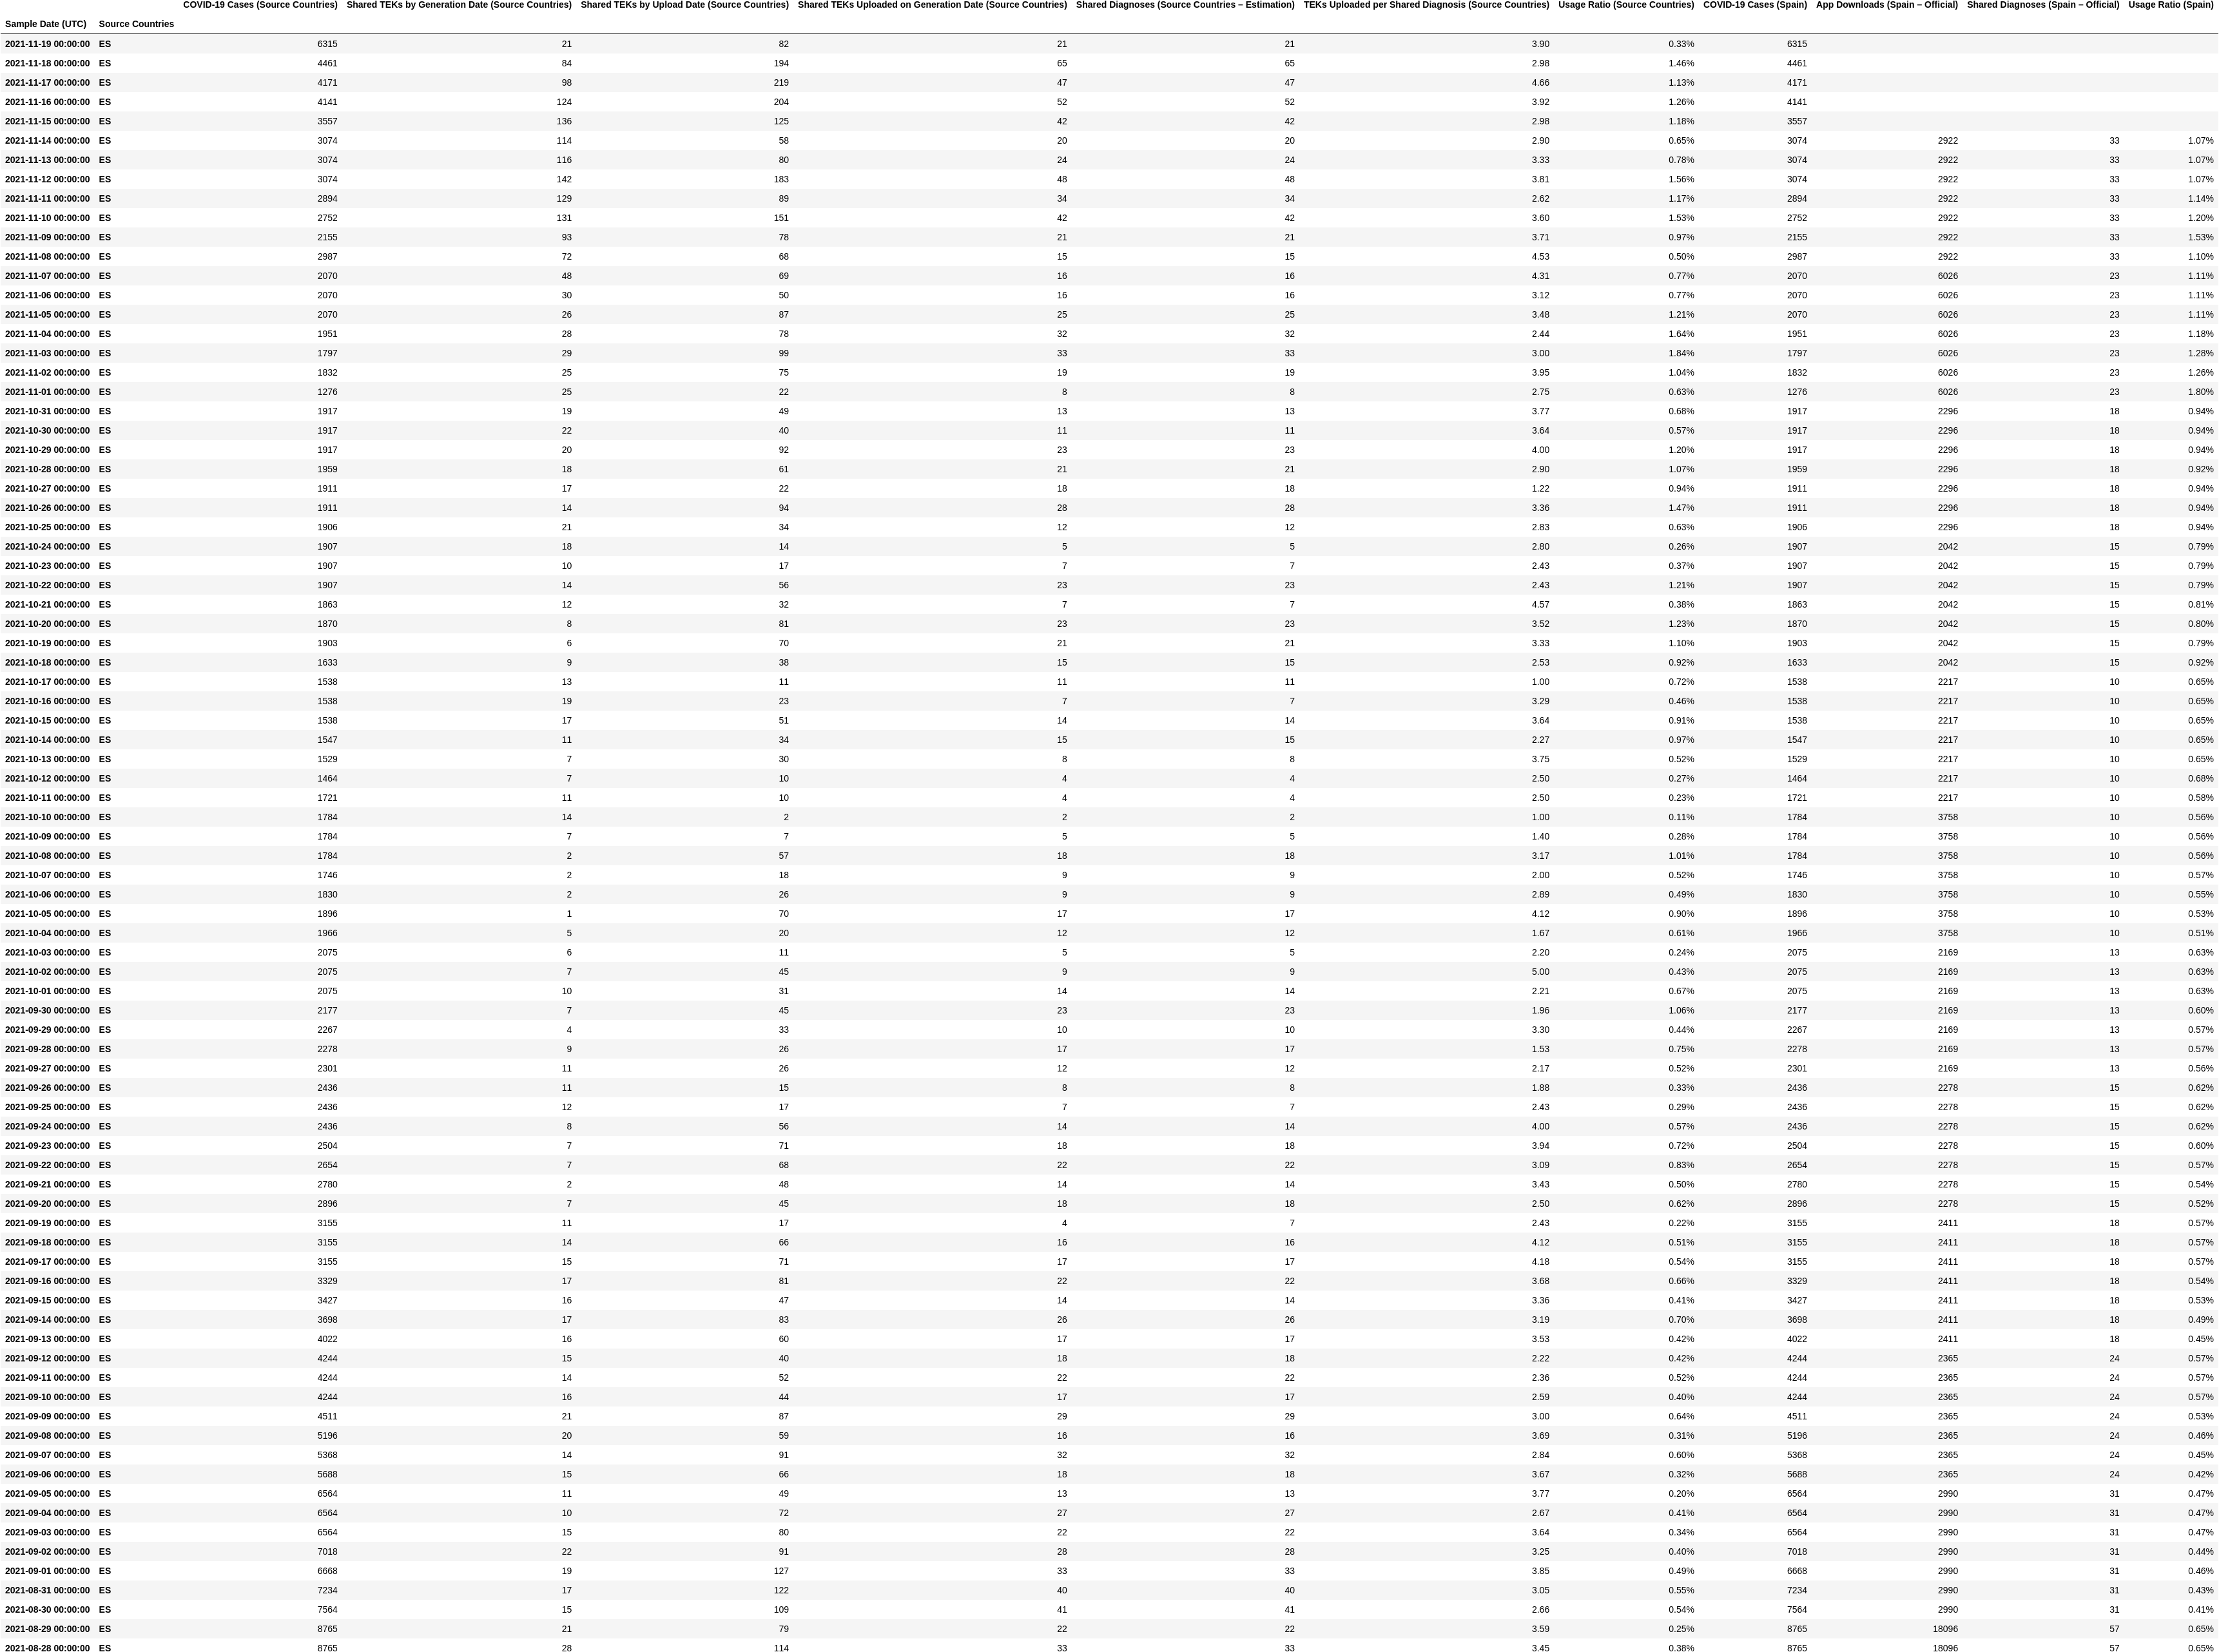 COVID-19 Cases (Source Countries) Shared TEKs by Generation Date (Source Countries) Shared TEKs by Upload Date (Source Countries) Shared TEKs Uploaded on Generation Date (Source Countries) Shared Diagnoses (Source Countries – Estimation) TEKs Uploaded per Shared Diagnosis (Source Countries) Usage Ratio (Source Countries) COVID-19 Cases (Spain) App Downloads (Spain – Official) Shared Diagnoses (Spain – Official) Usage Ratio (Spain)
Sample Date (UTC) Source Countries
2021-11-19 00:00:00 ES 6315 21 82 21 21 3.90 0.33% 6315
2021-11-18 00:00:00 ES 4461 84 194 65 65 2.98 1.46% 4461
2021-11-17 00:00:00 ES 4171 98 219 47 47 4.66 1.13% 4171
2021-11-16 00:00:00 ES 4141 124 204 52 52 3.92 1.26% 4141
2021-11-15 00:00:00 ES 3557 136 125 42 42 2.98 1.18% 3557
2021-11-14 00:00:00 ES 3074 114 58 20 20 2.90 0.65% 3074 2922 33 1.07%
2021-11-13 00:00:00 ES 3074 116 80 24 24 3.33 0.78% 3074 2922 33 1.07%
2021-11-12 00:00:00 ES 3074 142 183 48 48 3.81 1.56% 3074 2922 33 1.07%
2021-11-11 00:00:00 ES 2894 129 89 34 34 2.62 1.17% 2894 2922 33 1.14%
2021-11-10 00:00:00 ES 2752 131 151 42 42 3.60 1.53% 2752 2922 33 1.20%
2021-11-09 00:00:00 ES 2155 93 78 21 21 3.71 0.97% 2155 2922 33 1.53%
2021-11-08 00:00:00 ES 2987 72 68 15 15 4.53 0.50% 2987 2922 33 1.10%
2021-11-07 00:00:00 ES 2070 48 69 16 16 4.31 0.77% 2070 6026 23 1.11%
2021-11-06 00:00:00 ES 2070 30 50 16 16 3.12 0.77% 2070 6026 23 1.11%
2021-11-05 00:00:00 ES 2070 26 87 25 25 3.48 1.21% 2070 6026 23 1.11%
2021-11-04 00:00:00 ES 1951 28 78 32 32 2.44 1.64% 1951 6026 23 1.18%
2021-11-03 00:00:00 ES 1797 29 99 33 33 3.00 1.84% 1797 6026 23 1.28%
2021-11-02 00:00:00 ES 1832 25 75 19 19 3.95 1.04% 1832 6026 23 1.26%
2021-11-01 00:00:00 ES 1276 25 22 8 8 2.75 0.63% 1276 6026 23 1.80%
2021-10-31 00:00:00 ES 1917 19 49 13 13 3.77 0.68% 1917 2296 18 0.94%
2021-10-30 00:00:00 ES 1917 22 40 11 11 3.64 0.57% 1917 2296 18 0.94%
2021-10-29 00:00:00 ES 1917 20 92 23 23 4.00 1.20% 1917 2296 18 0.94%
2021-10-28 00:00:00 ES 1959 18 61 21 21 2.90 1.07% 1959 2296 18 0.92%
2021-10-27 00:00:00 ES 1911 17 22 18 18 1.22 0.94% 1911 2296 18 0.94%
2021-10-26 00:00:00 ES 1911 14 94 28 28 3.36 1.47% 1911 2296 18 0.94%
2021-10-25 00:00:00 ES 1906 21 34 12 12 2.83 0.63% 1906 2296 18 0.94%
2021-10-24 00:00:00 ES 1907 18 14 5 5 2.80 0.26% 1907 2042 15 0.79%
2021-10-23 00:00:00 ES 1907 10 17 7 7 2.43 0.37% 1907 2042 15 0.79%
2021-10-22 00:00:00 ES 1907 14 56 23 23 2.43 1.21% 1907 2042 15 0.79%
2021-10-21 00:00:00 ES 1863 12 32 7 7 4.57 0.38% 1863 2042 15 0.81%
2021-10-20 00:00:00 ES 1870 8 81 23 23 3.52 1.23% 1870 2042 15 0.80%
2021-10-19 00:00:00 ES 1903 6 70 21 21 3.33 1.10% 1903 2042 15 0.79%
2021-10-18 00:00:00 ES 1633 9 38 15 15 2.53 0.92% 1633 2042 15 0.92%
2021-10-17 00:00:00 ES 1538 13 11 11 11 1.00 0.72% 1538 2217 10 0.65%
2021-10-16 00:00:00 ES 1538 19 23 7 7 3.29 0.46% 1538 2217 10 0.65%
2021-10-15 00:00:00 ES 1538 17 51 14 14 3.64 0.91% 1538 2217 10 0.65%
2021-10-14 00:00:00 ES 1547 11 34 15 15 2.27 0.97% 1547 2217 10 0.65%
2021-10-13 00:00:00 ES 1529 7 30 8 8 3.75 0.52% 1529 2217 10 0.65%
2021-10-12 00:00:00 ES 1464 7 10 4 4 2.50 0.27% 1464 2217 10 0.68%
2021-10-11 00:00:00 ES 1721 11 10 4 4 2.50 0.23% 1721 2217 10 0.58%
2021-10-10 00:00:00 ES 1784 14 2 2 2 1.00 0.11% 1784 3758 10 0.56%
2021-10-09 00:00:00 ES 1784 7 7 5 5 1.40 0.28% 1784 3758 10 0.56%
2021-10-08 00:00:00 ES 1784 2 57 18 18 3.17 1.01% 1784 3758 10 0.56%
2021-10-07 00:00:00 ES 1746 2 18 9 9 2.00 0.52% 1746 3758 10 0.57%
2021-10-06 00:00:00 ES 1830 2 26 9 9 2.89 0.49% 1830 3758 10 0.55%
2021-10-05 00:00:00 ES 1896 1 70 17 17 4.12 0.90% 1896 3758 10 0.53%
2021-10-04 00:00:00 ES 1966 5 20 12 12 1.67 0.61% 1966 3758 10 0.51%
2021-10-03 00:00:00 ES 2075 6 11 5 5 2.20 0.24% 2075 2169 13 0.63%
2021-10-02 00:00:00 ES 2075 7 45 9 9 5.00 0.43% 2075 2169 13 0.63%
2021-10-01 00:00:00 ES 2075 10 31 14 14 2.21 0.67% 2075 2169 13 0.63%
2021-09-30 00:00:00 ES 2177 7 45 23 23 1.96 1.06% 2177 2169 13 0.60%
2021-09-29 00:00:00 ES 2267 4 33 10 10 3.30 0.44% 2267 2169 13 0.57%
2021-09-28 00:00:00 ES 2278 9 26 17 17 1.53 0.75% 2278 2169 13 0.57%
2021-09-27 00:00:00 ES 2301 11 26 12 12 2.17 0.52% 2301 2169 13 0.56%
2021-09-26 00:00:00 ES 2436 11 15 8 8 1.88 0.33% 2436 2278 15 0.62%
2021-09-25 00:00:00 ES 2436 12 17 7 7 2.43 0.29% 2436 2278 15 0.62%
2021-09-24 00:00:00 ES 2436 8 56 14 14 4.00 0.57% 2436 2278 15 0.62%
2021-09-23 00:00:00 ES 2504 7 71 18 18 3.94 0.72% 2504 2278 15 0.60%
2021-09-22 00:00:00 ES 2654 7 68 22 22 3.09 0.83% 2654 2278 15 0.57%
2021-09-21 00:00:00 ES 2780 2 48 14 14 3.43 0.50% 2780 2278 15 0.54%
2021-09-20 00:00:00 ES 2896 7 45 18 18 2.50 0.62% 2896 2278 15 0.52%
2021-09-19 00:00:00 ES 3155 11 17 4 7 2.43 0.22% 3155 2411 18 0.57%
2021-09-18 00:00:00 ES 3155 14 66 16 16 4.12 0.51% 3155 2411 18 0.57%
2021-09-17 00:00:00 ES 3155 15 71 17 17 4.18 0.54% 3155 2411 18 0.57%
2021-09-16 00:00:00 ES 3329 17 81 22 22 3.68 0.66% 3329 2411 18 0.54%
2021-09-15 00:00:00 ES 3427 16 47 14 14 3.36 0.41% 3427 2411 18 0.53%
2021-09-14 00:00:00 ES 3698 17 83 26 26 3.19 0.70% 3698 2411 18 0.49%
2021-09-13 00:00:00 ES 4022 16 60 17 17 3.53 0.42% 4022 2411 18 0.45%
2021-09-12 00:00:00 ES 4244 15 40 18 18 2.22 0.42% 4244 2365 24 0.57%
2021-09-11 00:00:00 ES 4244 14 52 22 22 2.36 0.52% 4244 2365 24 0.57%
2021-09-10 00:00:00 ES 4244 16 44 17 17 2.59 0.40% 4244 2365 24 0.57%
2021-09-09 00:00:00 ES 4511 21 87 29 29 3.00 0.64% 4511 2365 24 0.53%
2021-09-08 00:00:00 ES 5196 20 59 16 16 3.69 0.31% 5196 2365 24 0.46%
2021-09-07 00:00:00 ES 5368 14 91 32 32 2.84 0.60% 5368 2365 24 0.45%
2021-09-06 00:00:00 ES 5688 15 66 18 18 3.67 0.32% 5688 2365 24 0.42%
2021-09-05 00:00:00 ES 6564 11 49 13 13 3.77 0.20% 6564 2990 31 0.47%
2021-09-04 00:00:00 ES 6564 10 72 27 27 2.67 0.41% 6564 2990 31 0.47%
2021-09-03 00:00:00 ES 6564 15 80 22 22 3.64 0.34% 6564 2990 31 0.47%
2021-09-02 00:00:00 ES 7018 22 91 28 28 3.25 0.40% 7018 2990 31 0.44%
2021-09-01 00:00:00 ES 6668 19 127 33 33 3.85 0.49% 6668 2990 31 0.46%
2021-08-31 00:00:00 ES 7234 17 122 40 40 3.05 0.55% 7234 2990 31 0.43%
2021-08-30 00:00:00 ES 7564 15 109 41 41 2.66 0.54% 7564 2990 31 0.41%
2021-08-29 00:00:00 ES 8765 21 79 22 22 3.59 0.25% 8765 18096 57 0.65%
2021-08-28 00:00:00 ES 8765 28 114 33 33 3.45 0.38% 8765 18096 57 0.65%